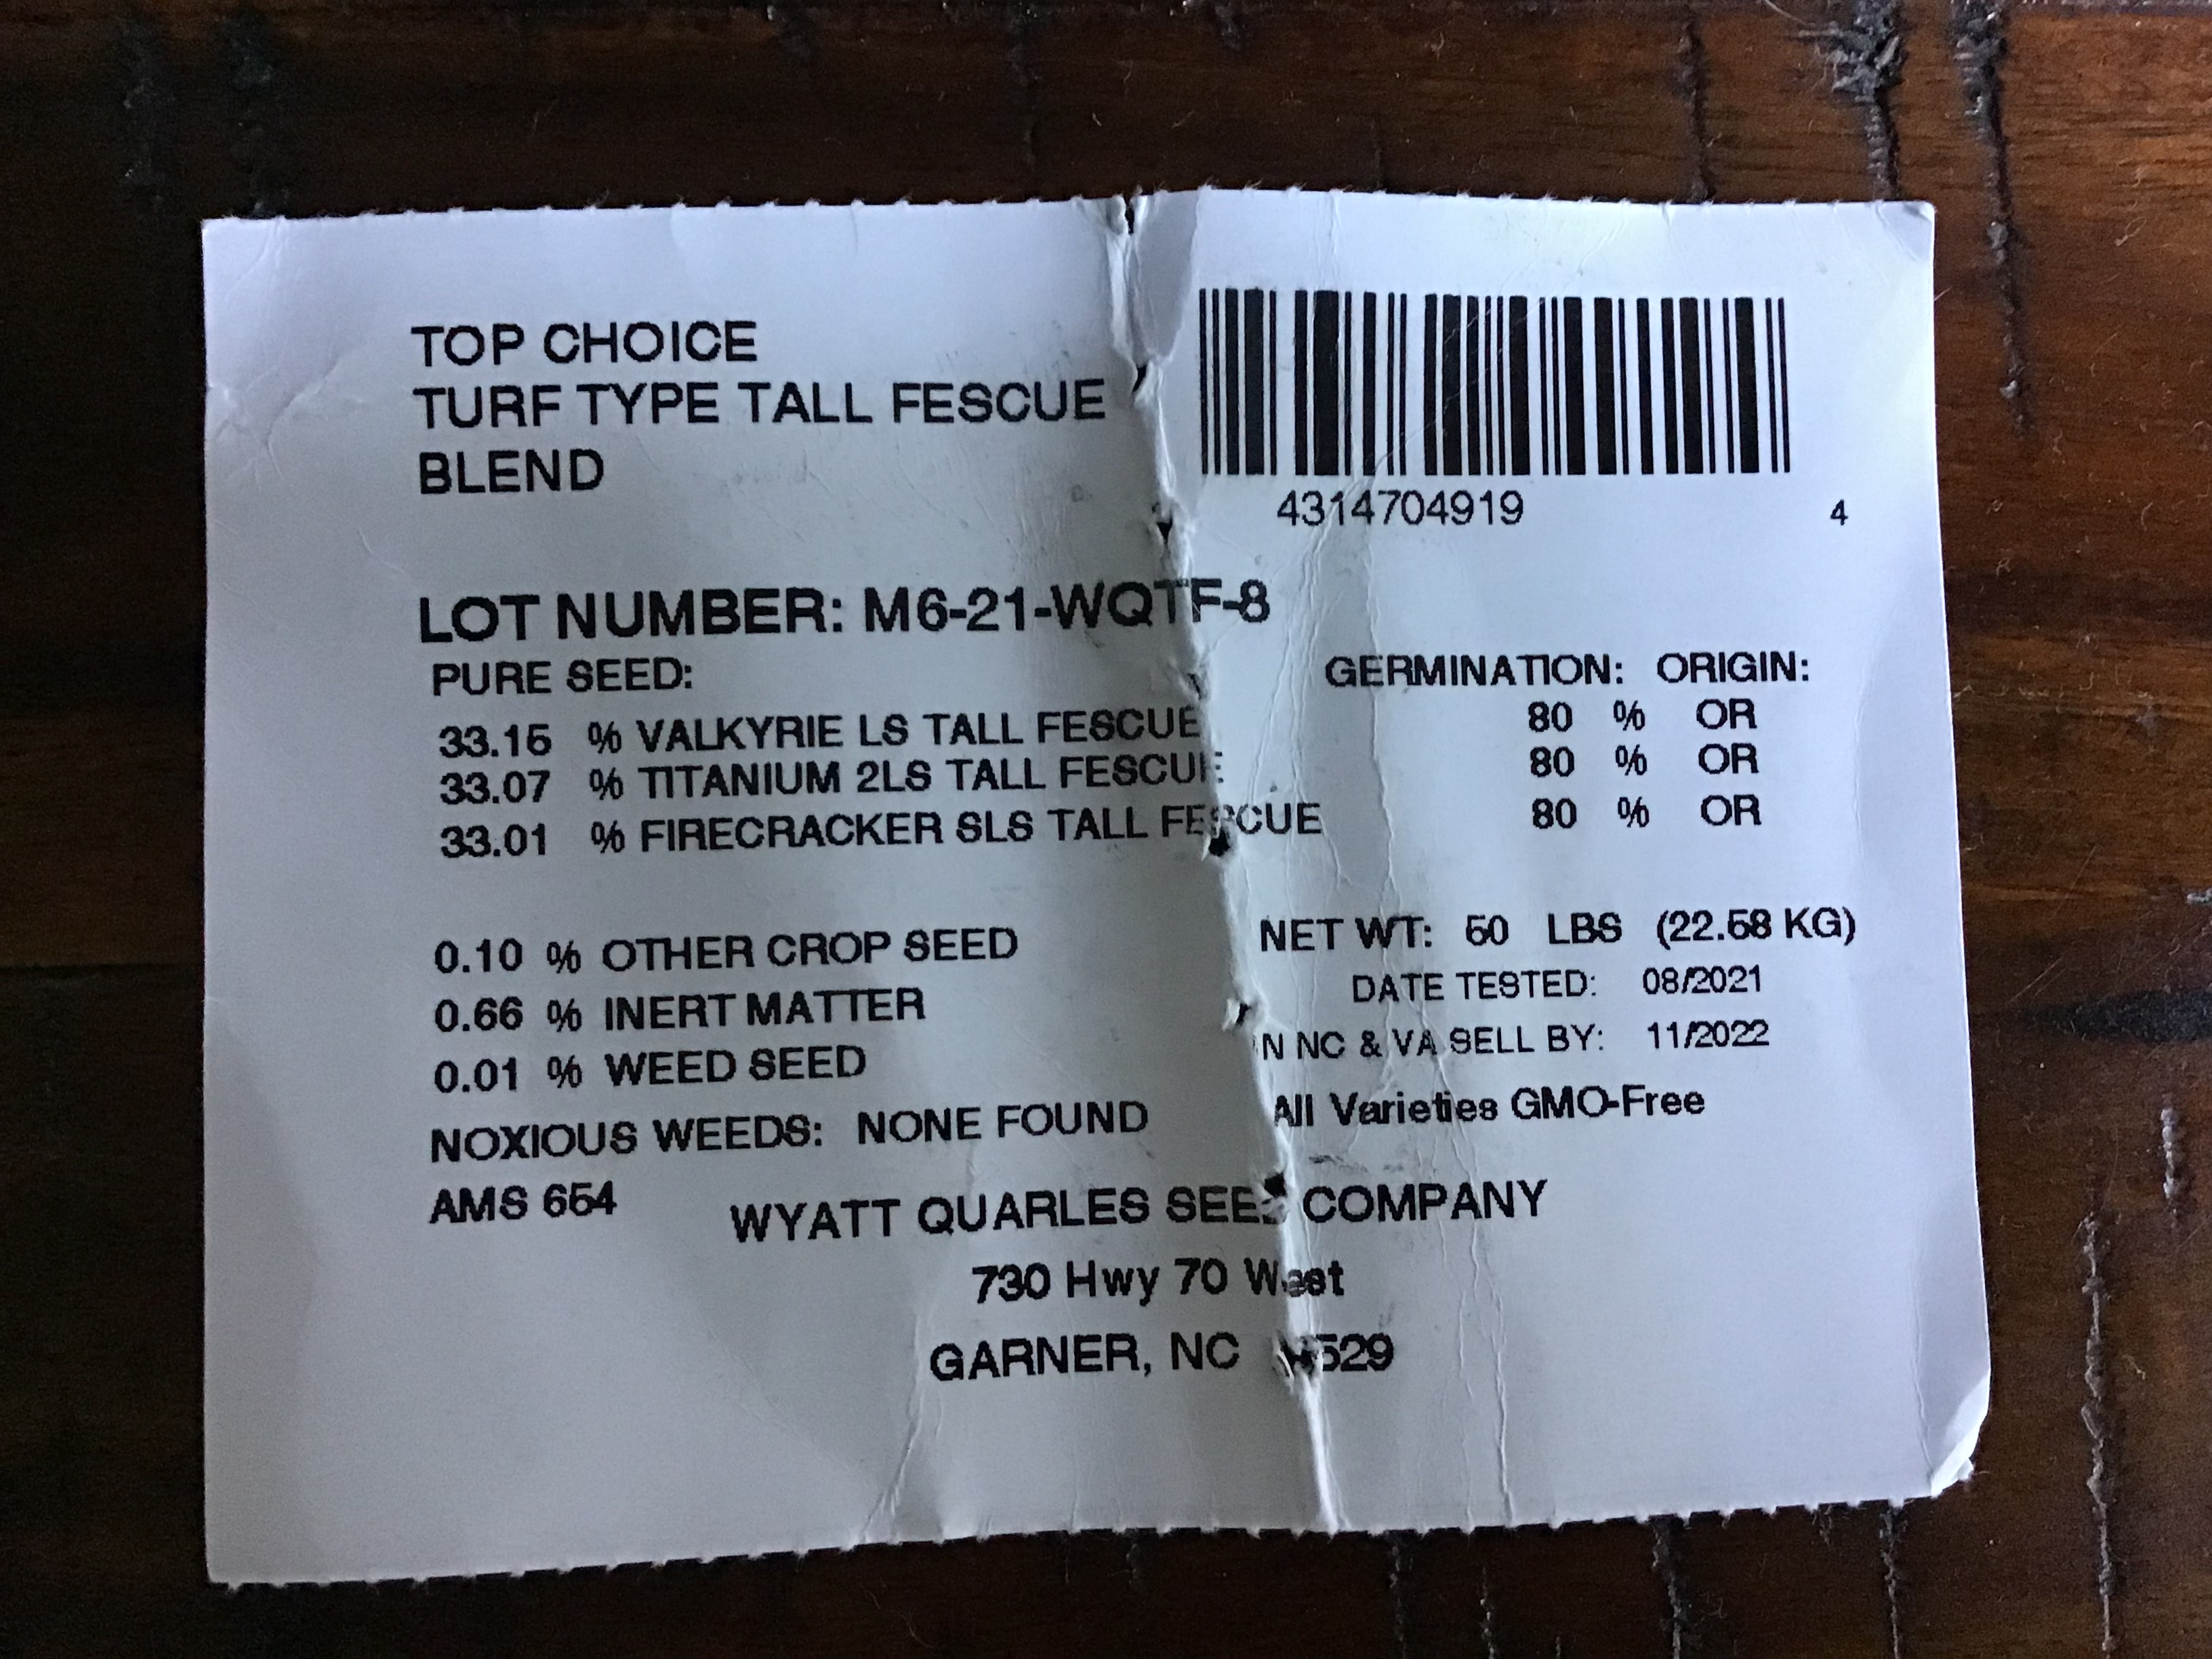 TOP CHOICE
TURF TYPE TALL FESCUE
BLEND
4314704919 4
LOT NUMBER: M6-21-WQTF-8
PURE SEED: GERMINATION: ORIGIN:
33.15 % VALKYRIE LS TALL FESCUE 80 % OR
33.07 % TITANIUM 2LS TALL FESCUE 80 % OR
33.01 % FIRECRACKER SLS TALL FESCUE 80 % OR
0.10 % OTHER CROP SEED
0.66 % INERT MATTER
0.01 % WEED SEED
NOXIOUS WEEDS: NONE FOUND
AMS 654
NET WT: 50 LBS (22.68 KG)
DATE TESTED: 08/2021
IN NC & VA SELL BY: 11/2022
All Varieties GMO-Free
WYATT QUARLES SEED COMPANY
730 Hwy 70 West
GARNER, NC